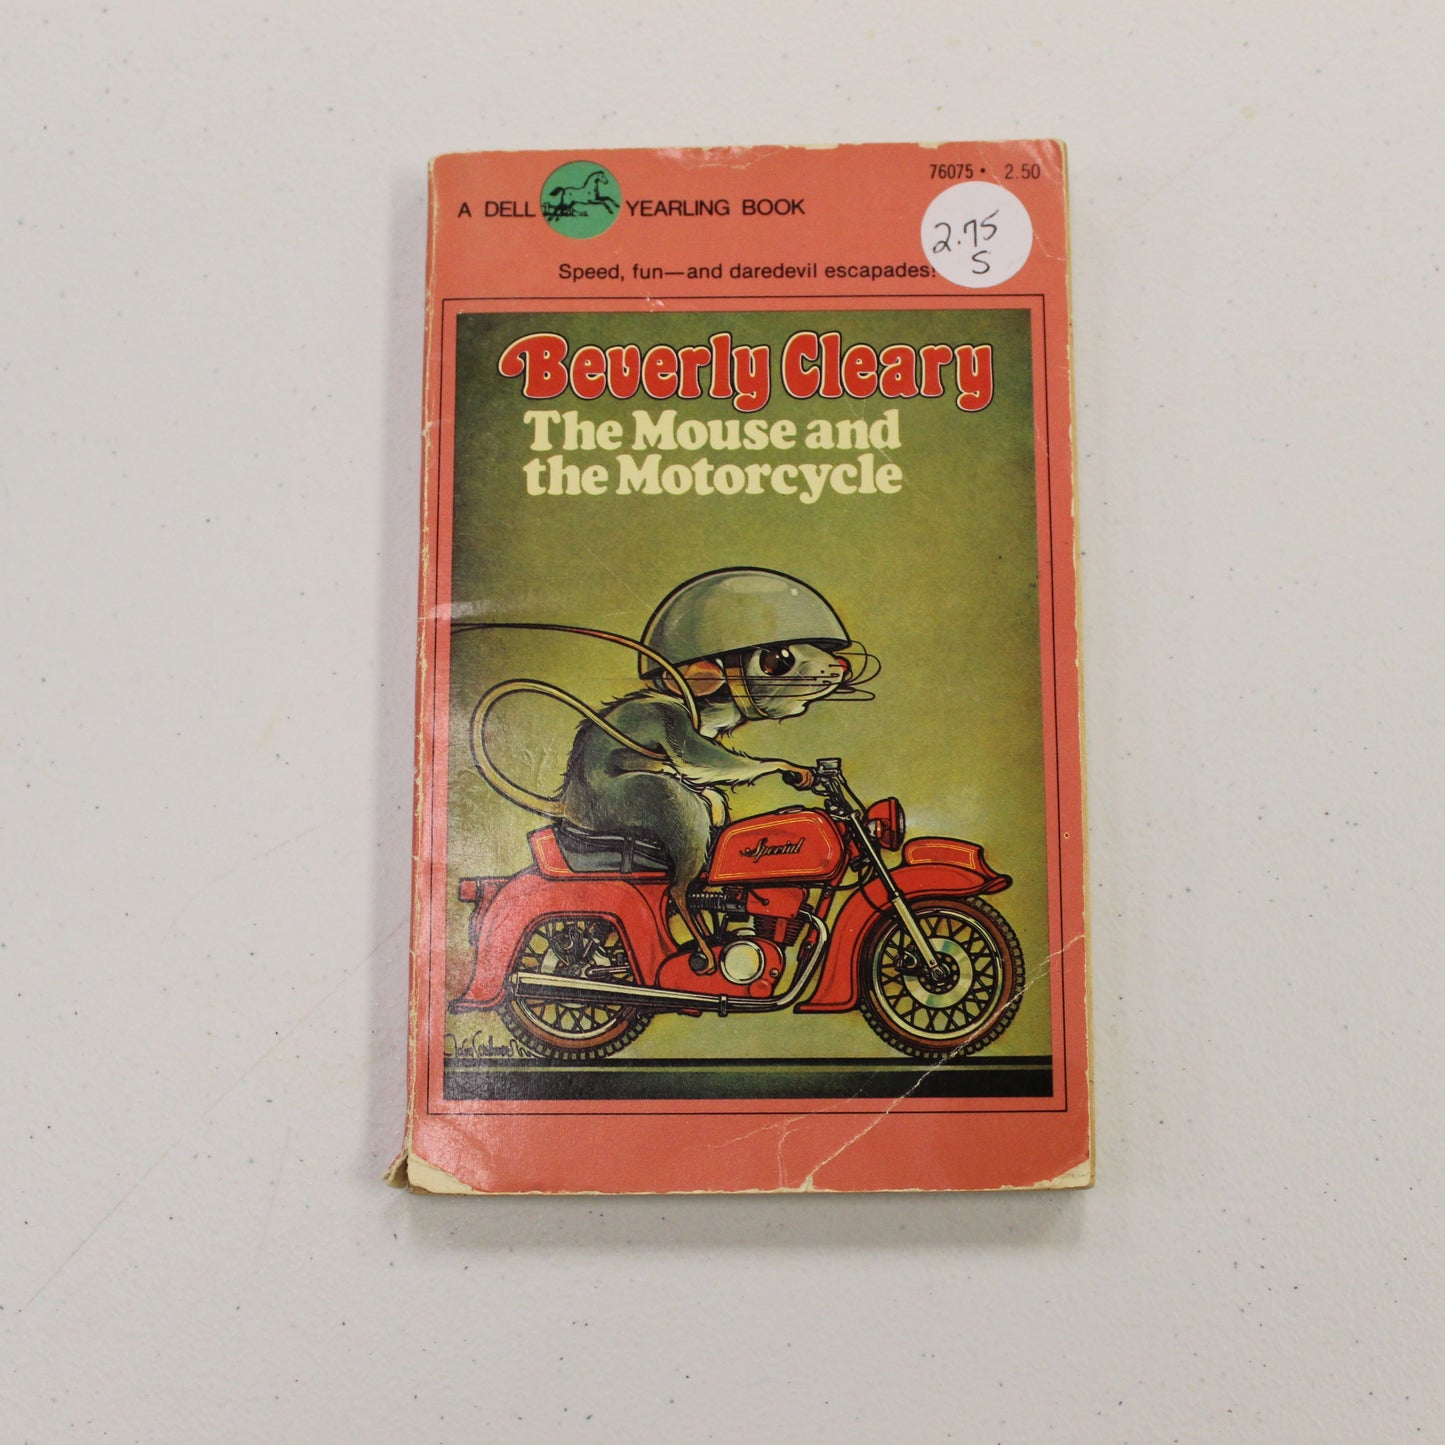 76075 • 2.50
A DELL YEARLING BOOK
2.75
S
Speed, fun—and daredevil escapades!
Beverly Cleary
The Mouse and
the Motorcycle
Special